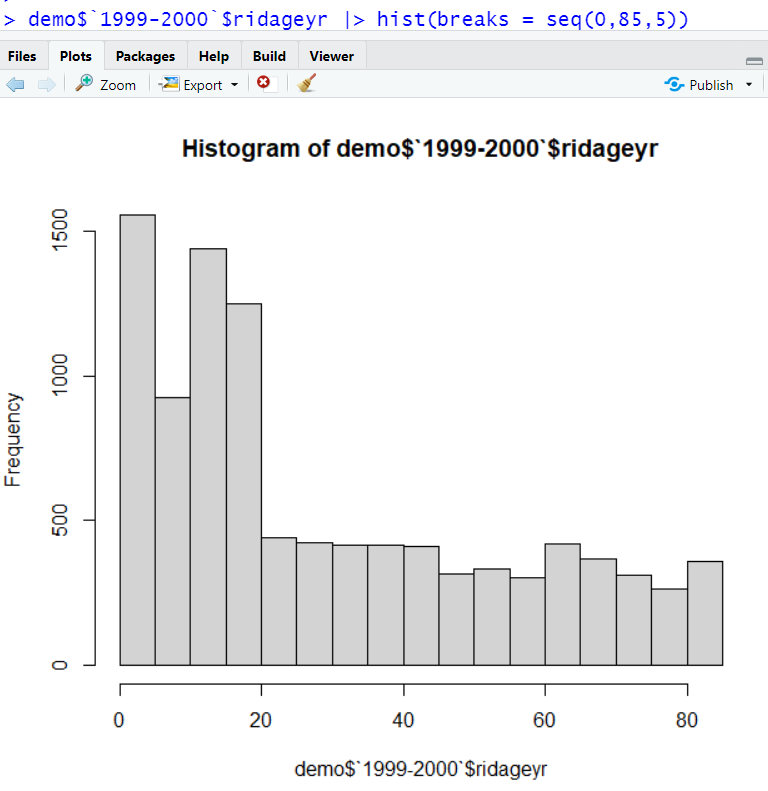 > demo$`1999-2000`$ridageyr |> hist(breaks = seq(0,85,5))
Files Plots Packages Help Build Viewer
Zoom Export Publish
Histogram of demo$`1999-2000`$ridageyr
1500
1000
500
0
Frequency
0 20 40 60 80
demo$`1999-2000`$ridageyr